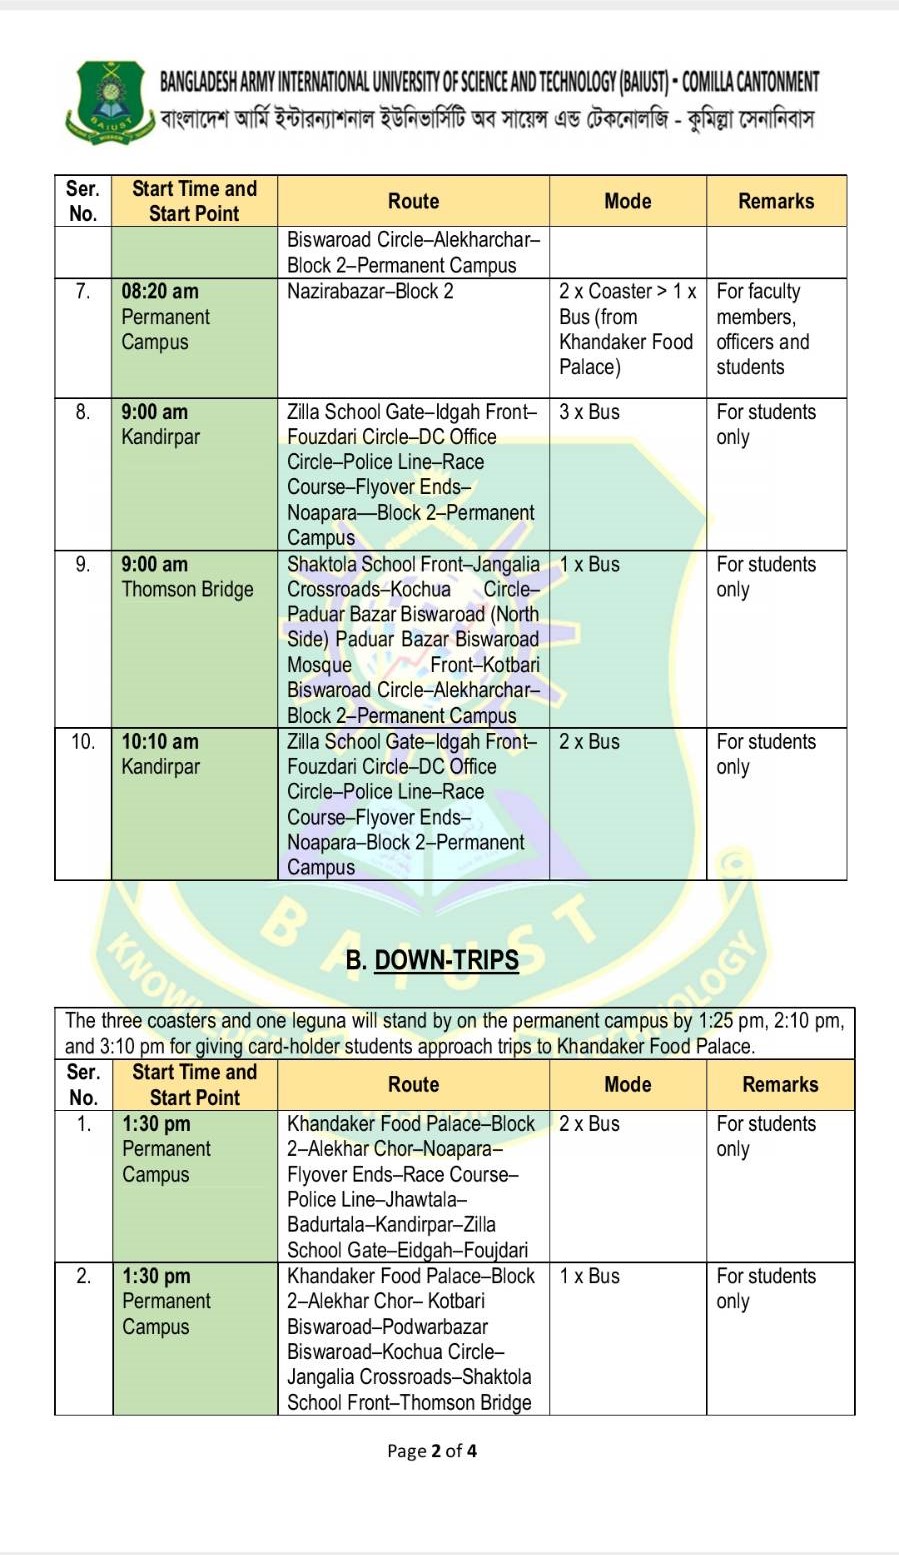 BANGLADESH ARMY INTERNATIONAL UNIVERSITY OF SCIENCE AND TECHNOLOGY (BAIUST) - COMILLA CANTONMENT
বাংলাদেশ আর্মি ইন্টারন্যাশনাল ইউনিভার্সিটি অব সায়েন্স এন্ড টেকনোলজি - কুমিল্লা সেনানিবাস
BAIUST
Ser. No. Start Time and Start Point Route Mode Remarks
Biswaroad Circle–Alekharchar–
Block 2–Permanent Campus
7. 08:20 am Nazirabazar–Block 2 2 x Coaster > 1 x For faculty
Permanent Bus (from members,
Campus Khandaker Food officers and
Palace) students
8. 9:00 am Zilla School Gate–Idgah Front– 3 x Bus For students
Kandirpar Fouzdari Circle–DC Office only
Circle–Police Line–Race
Course–Flyover Ends–
Noapara—Block 2–Permanent
Campus
9. 9:00 am Shaktola School Front–Jangalia 1 x Bus For students
Thomson Bridge Crossroads–Kochua Circle– only
Paduar Bazar Biswaroad (North
Side) Paduar Bazar Biswaroad
Mosque Front–Kotbari
Biswaroad Circle–Alekharchar–
Block 2–Permanent Campus
10. 10:10 am Zilla School Gate–Idgah Front– 2 x Bus For students
Kandirpar Fouzdari Circle–DC Office only
Circle–Police Line–Race
Course–Flyover Ends–
Noapara–Block 2–Permanent
Campus
BAIUST
B. DOWN-TRIPS
The three coasters and one leguna will stand by on the permanent campus by 1:25 pm, 2:10 pm,
and 3:10 pm for giving card-holder students approach trips to Khandaker Food Palace.
Ser. No. Start Time and Start Point Route Mode Remarks
1. 1:30 pm Khandaker Food Palace–Block 2 x Bus For students
Permanent 2–Alekhar Chor–Noapara– only
Campus Flyover Ends–Race Course–
Police Line–Jhawtala–
Badurtala–Kandirpar–Zilla
School Gate–Eidgah–Foujdari
2. 1:30 pm Khandaker Food Palace–Block 1 x Bus For students
Permanent 2–Alekhar Chor– Kotbari only
Campus Biswaroad–Podwarbazar
Biswaroad–Kochua Circle–
Jangalia Crossroads–Shaktola
School Front–Thomson Bridge
Page 2 of 4